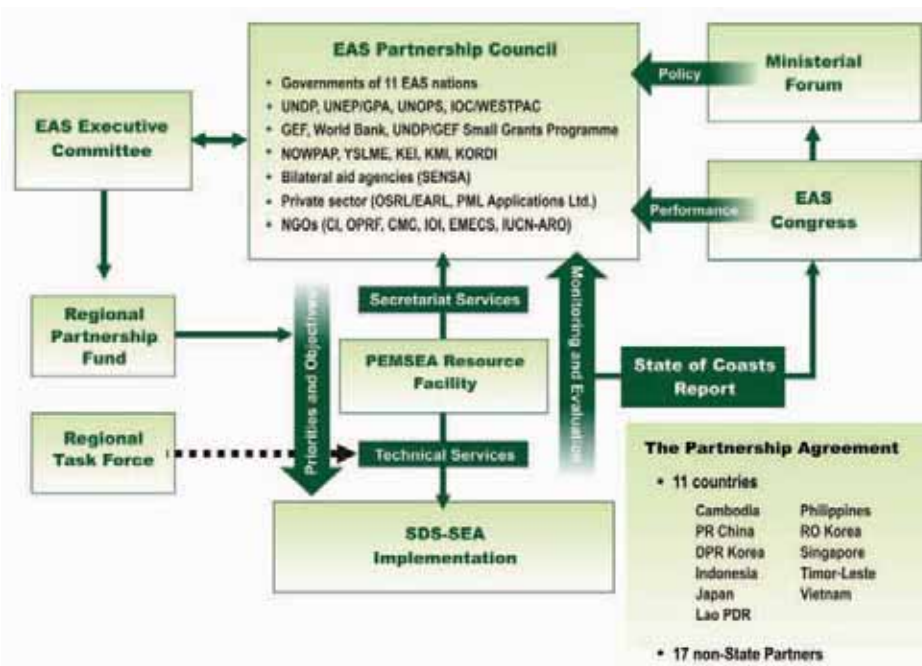 EAS Partnership Council
• Governments of 11 EAS nations
• UNDP, UNEP/GPA, UNOPS, IOC/WESTPAC
• GEF, World Bank, UNDP/GEF Small Grants Programme
• NOWPAP, YSLME, KEI, KMI, KORDI
• Bilateral aid agencies (SENSA)
• Private sector (OSRL/EARL, PML Applications Ltd.)
• NGOs (CI, OPRF, CMC, IOI, EMECS, IUCN-ARO)
Policy
Ministerial
Forum
EAS Executive
Committee
Performance
EAS
Congress
Regional
Partnership
Fund
Priorities and Objectives
Secretariat Services
PEMSEA Resource
Facility
Technical Services
Monitoring and Evaluation
State of Coasts
Report
Regional
Task Force
SDS-SEA
Implementation
The Partnership Agreement
• 11 countries
Cambodia
PR China
DPR Korea
Indonesia
Japan
Lao PDR
Philippines
RO Korea
Singapore
Timor-Leste
Vietnam
• 17 non-State Partners